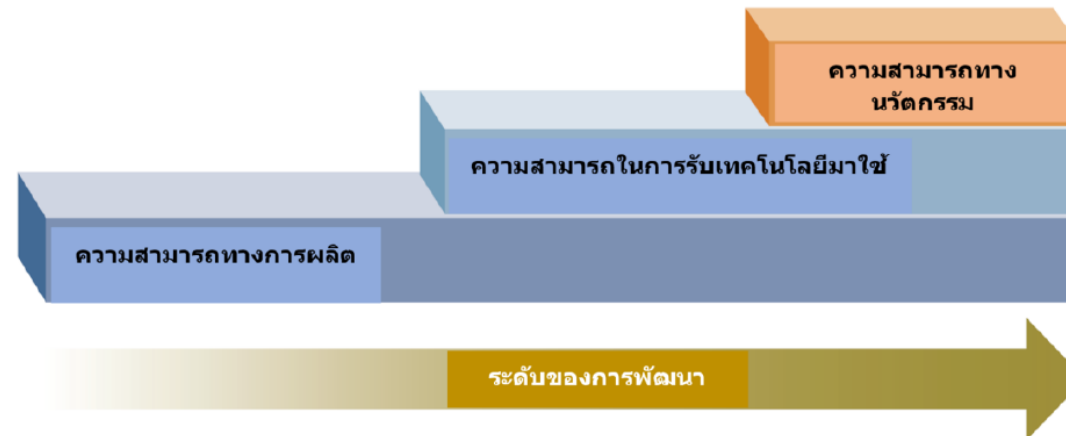 ความสามารถทาง
นวัตกรรม
ความสามารถในการรับเทคโนโลยีมาใช้
ความสามารถทางการผลิต
ระดับของการพัฒนา